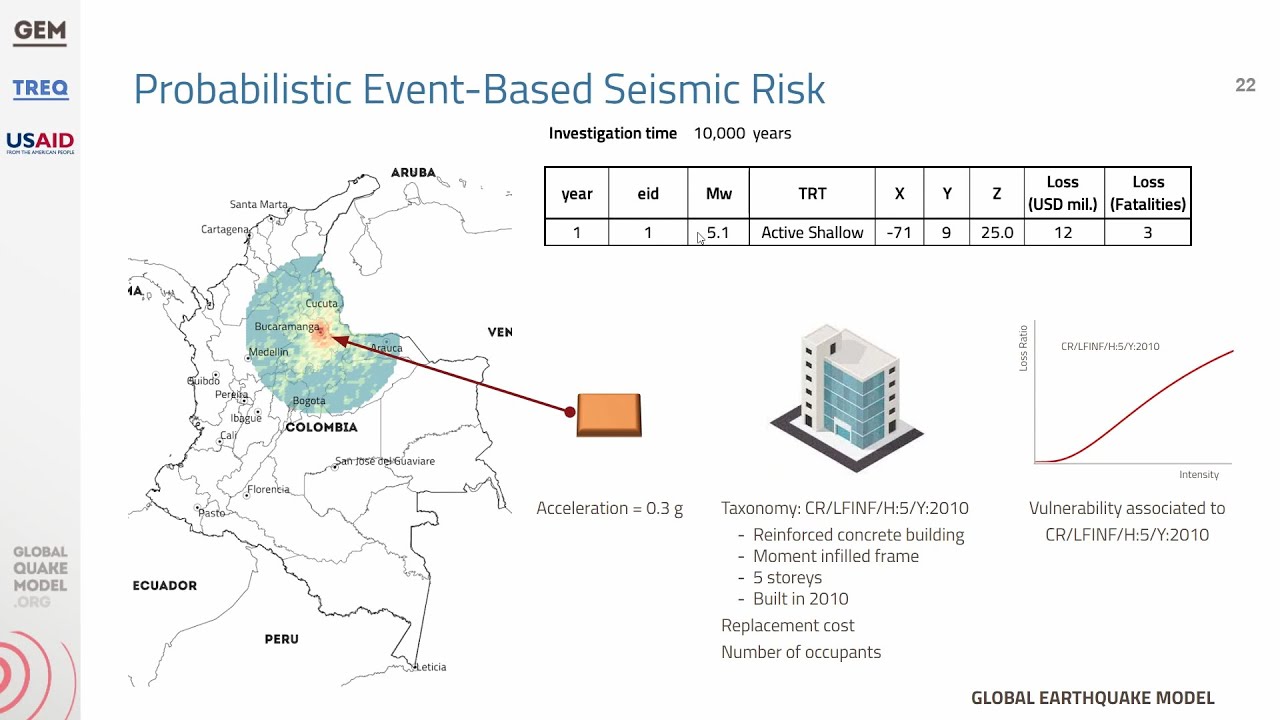 GEM
TREQ
USAID
FROM THE AMERICAN PEOPLE
GLOBAL
QUAKE
MODEL
.ORG
Probabilistic Event-Based Seismic Risk
22
Investigation time 10,000 years
year eid Mw TRT X Y Z Loss (USD mil.) Loss (Fatalities)
1 1 5.1 Active Shallow -71 9 25.0 12 3
ARUBA
Santa Marta
Cartagena
MA.
Cucuta
Bucaramanga
VEN
Arauca
Medellin
Quibdo
Pereira
Bogota
Ibague
COLOMBIA
Cali
San Jose del Guaviare
Florencia
Pasto
ECUADOR
PERU
Leticia
Acceleration = 0.3 g
Taxonomy: CR/LFINF/H:5/Y:2010
- Reinforced concrete building
- Moment infilled frame
- 5 storeys
- Built in 2010
Replacement cost
Number of occupants
Loss Ratio
CR/LFINF/H:5/Y:2010
Intensity
Vulnerability associated to
CR/LFINF/H:5/Y:2010
GLOBAL EARTHQUAKE MODEL